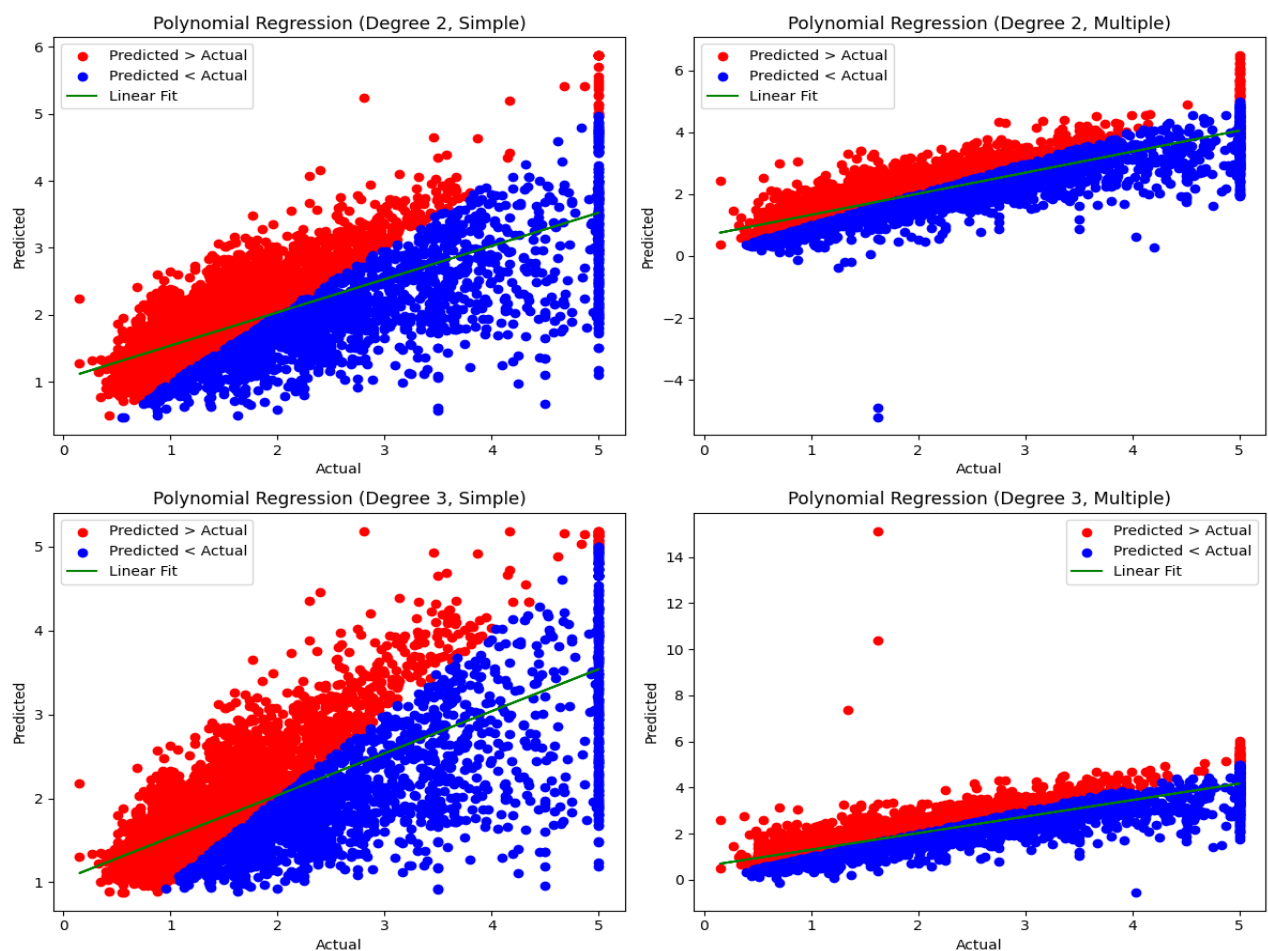 Polynomial Regression (Degree 2, Simple)
Predicted > Actual
Predicted < Actual
Linear Fit
6
5
4
3
2
1
Predicted
0 1 2 3 4 5
Actual
Polynomial Regression (Degree 2, Multiple)
Predicted > Actual
Predicted < Actual
Linear Fit
6
4
2
0
−2
−4
Predicted
0 1 2 3 4 5
Actual
Polynomial Regression (Degree 3, Simple)
Predicted > Actual
Predicted < Actual
Linear Fit
5
4
3
2
1
Predicted
0 1 2 3 4 5
Actual
Polynomial Regression (Degree 3, Multiple)
Predicted > Actual
Predicted < Actual
Linear Fit
14
12
10
8
6
4
2
0
Predicted
0 1 2 3 4 5
Actual